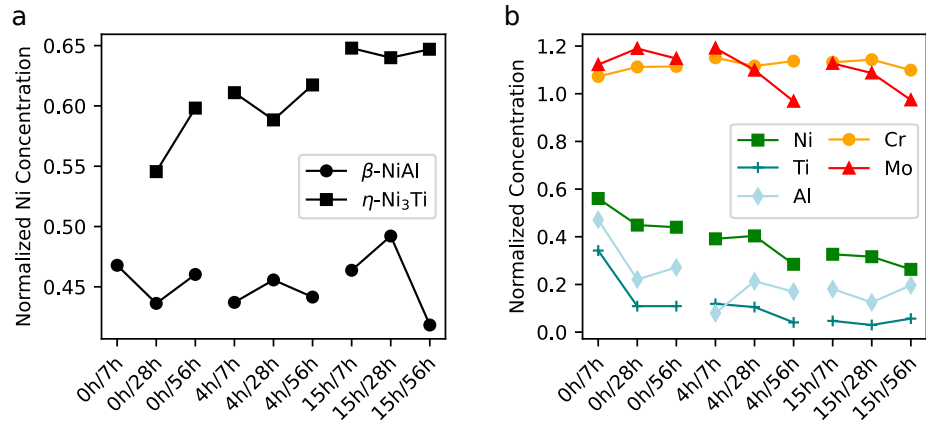 a
Normalized Ni Concentration
0.65
0.60
0.55
0.50
0.45
β-NiAl
η-Ni₃Ti
0h/7h
0h/28h
0h/56h
4h/7h
4h/28h
4h/56h
15h/7h
15h/28h
15h/56h
b
Normalized Concentration
1.2
1.0
0.8
0.6
0.4
0.2
0.0
Ni
Ti
Al
Cr
Mo
0h/7h
0h/28h
0h/56h
4h/7h
4h/28h
4h/56h
15h/7h
15h/28h
15h/56h